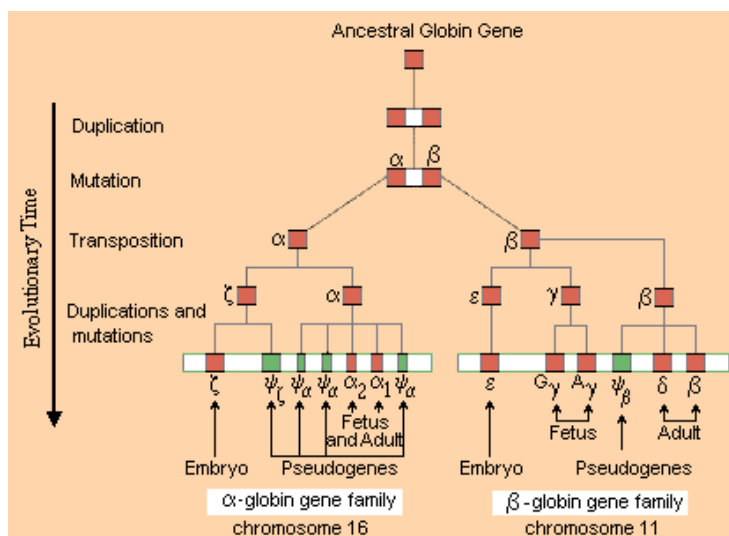 Ancestral Globin Gene
Duplication
α β
Mutation
Transposition
α β
ζ α ε γ β
Duplications and
mutations
Evolutionary Time
ζ ψζ ψα ψα α2 α1 ψα ε Gγ Aγ ψβ δ β
Fetus
and Adult
Fetus Adult
Embryo Pseudogenes Embryo Pseudogenes
α-globin gene family β-globin gene family
chromosome 16 chromosome 11